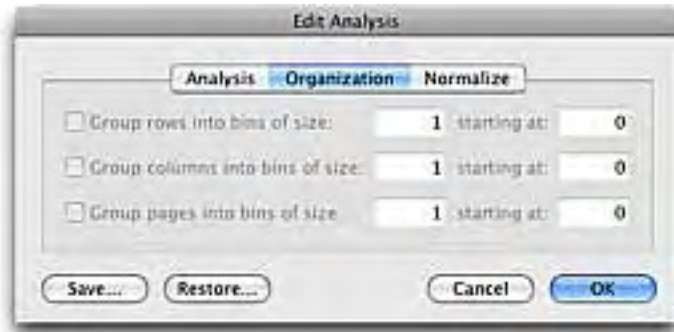 Edit Analysis
Analysis Organization Normalize
Group rows into bins of size: 1 starting at: 0
Group columns into bins of size: 1 starting at: 0
Group pages into bins of size 1 starting at: 0
Save... Restore... Cancel OK